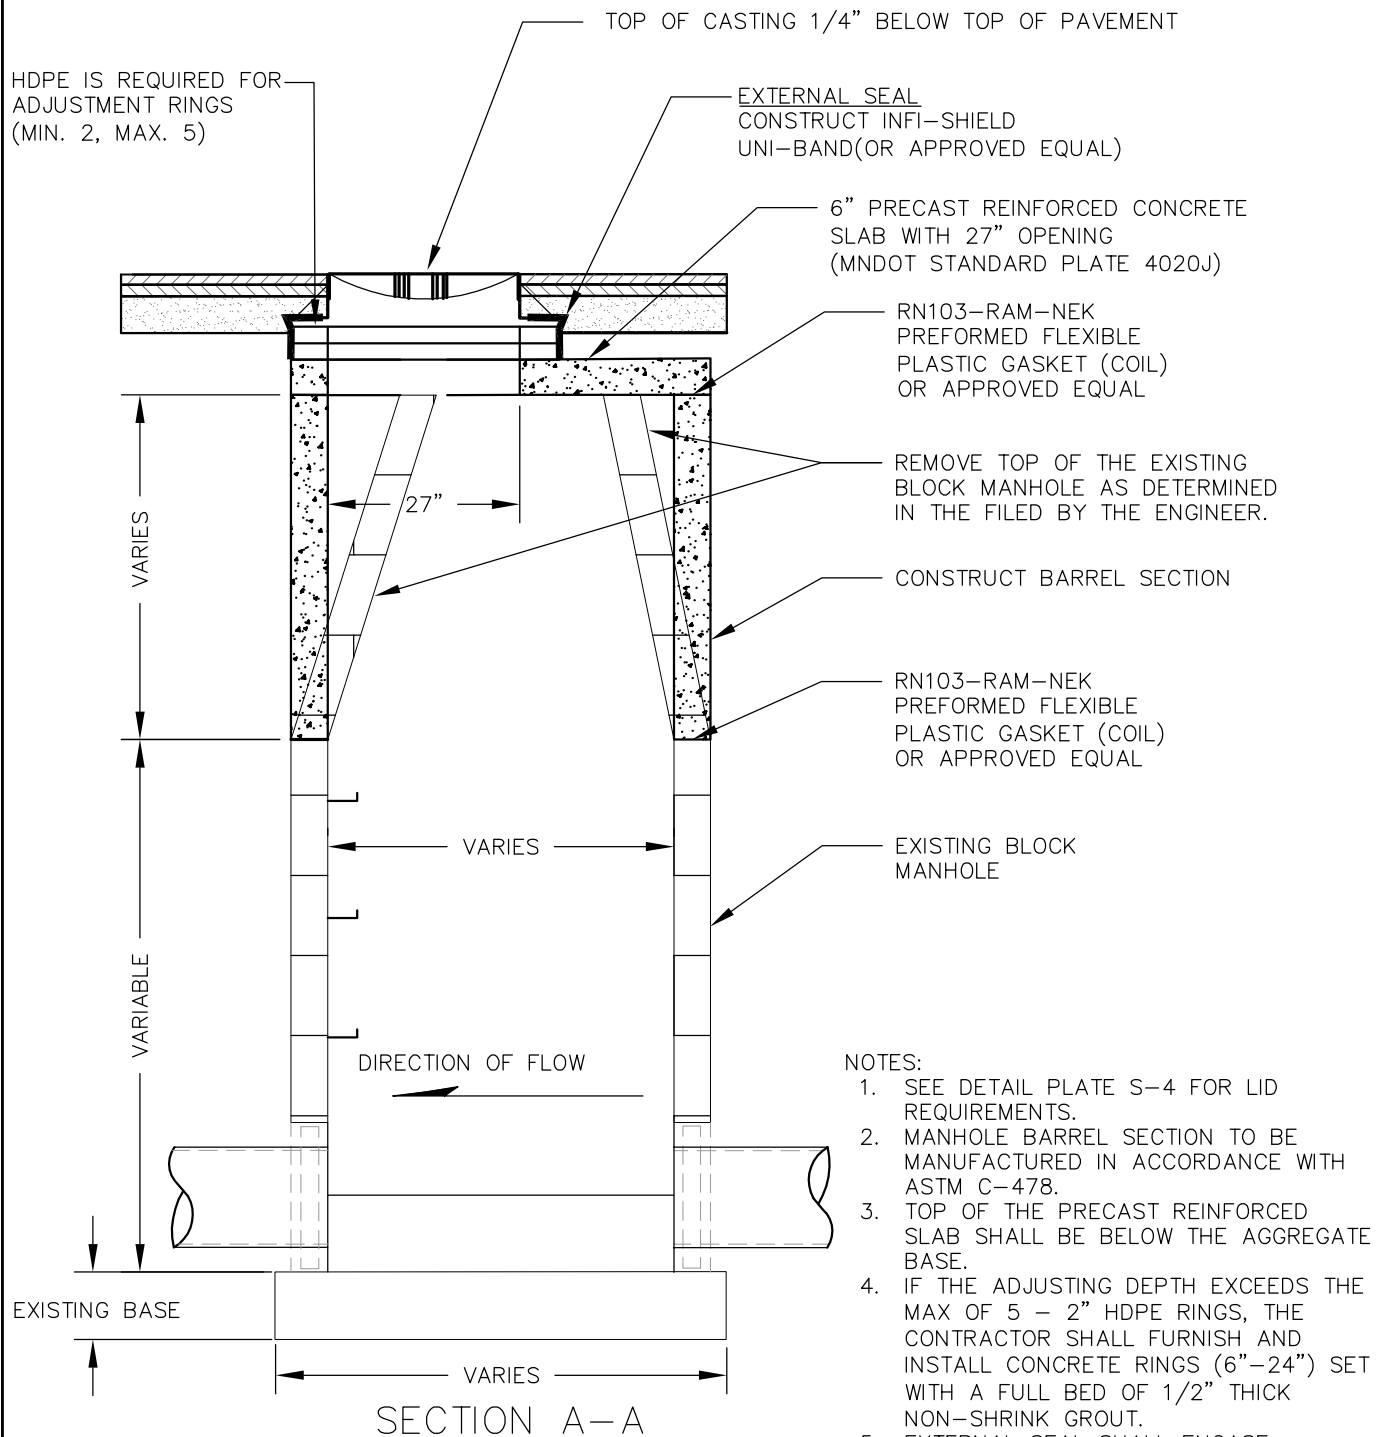 TOP OF CASTING 1/4" BELOW TOP OF PAVEMENT
HDPE IS REQUIRED FOR
ADJUSTMENT RINGS
(MIN. 2, MAX. 5)
EXTERNAL SEAL
CONSTRUCT INFI-SHIELD
UNI-BAND(OR APPROVED EQUAL)
6" PRECAST REINFORCED CONCRETE
SLAB WITH 27" OPENING
(MNDOT STANDARD PLATE 4020J)
RN103-RAM-NEK
PREFORMED FLEXIBLE
PLASTIC GASKET (COIL)
OR APPROVED EQUAL
REMOVE TOP OF THE EXISTING
BLOCK MANHOLE AS DETERMINED
IN THE FILED BY THE ENGINEER.
27"
VARIES
CONSTRUCT BARREL SECTION
RN103-RAM-NEK
PREFORMED FLEXIBLE
PLASTIC GASKET (COIL)
OR APPROVED EQUAL
VARIES
EXISTING BLOCK
MANHOLE
VARIABLE
DIRECTION OF FLOW
EXISTING BASE
VARIES
SECTION A-A
NOTES:
1. SEE DETAIL PLATE S-4 FOR LID
REQUIREMENTS.
2. MANHOLE BARREL SECTION TO BE
MANUFACTURED IN ACCORDANCE WITH
ASTM C-478.
3. TOP OF THE PRECAST REINFORCED
SLAB SHALL BE BELOW THE AGGREGATE
BASE.
4. IF THE ADJUSTING DEPTH EXCEEDS THE
MAX OF 5 - 2" HDPE RINGS, THE
CONTRACTOR SHALL FURNISH AND
INSTALL CONCRETE RINGS (6"-24") SET
WITH A FULL BED OF 1/2" THICK
NON-SHRINK GROUT.
5. EXTERNAL SEAL SHALL ENCASE